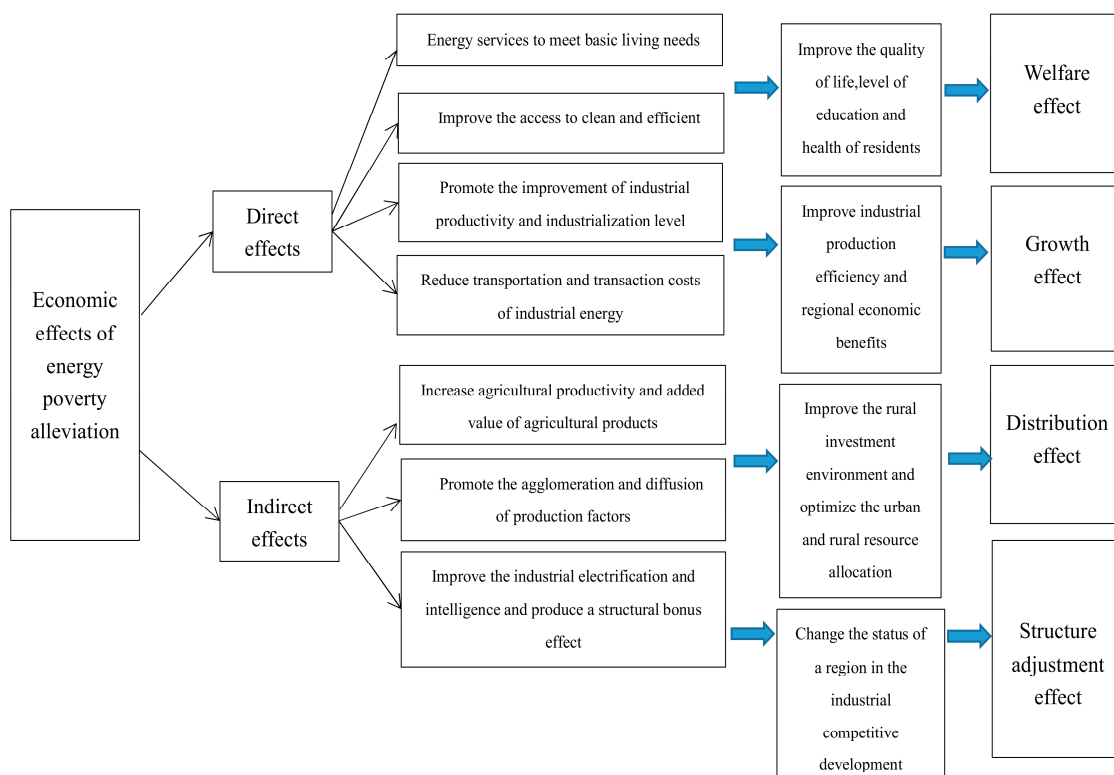 Economic
effects of
energy
poverty
alleviation
Direct
effects
Indirect
effects
Energy services to meet basic living needs
Improve the access to clean and efficient
Promote the improvement of industrial
productivity and industrialization level
Reduce transportation and transaction costs
of industrial energy
Increase agricultural productivity and added
value of agricultural products
Promote the agglomeration and diffusion
of production factors
Improve the industrial electrification and
intelligence and produce a structural bonus
effect
Improve the quality
of life,level of
education and
health of residents
Improve industrial
production
efficiency and
regional economic
benefits
Improve the rural
investment
environment and
optimize the urban
and rural resource
allocation
Change the status of
a region in the
industrial
competitive
development
Welfare
effect
Growth
effect
Distribution
effect
Structure
adjustment
effect